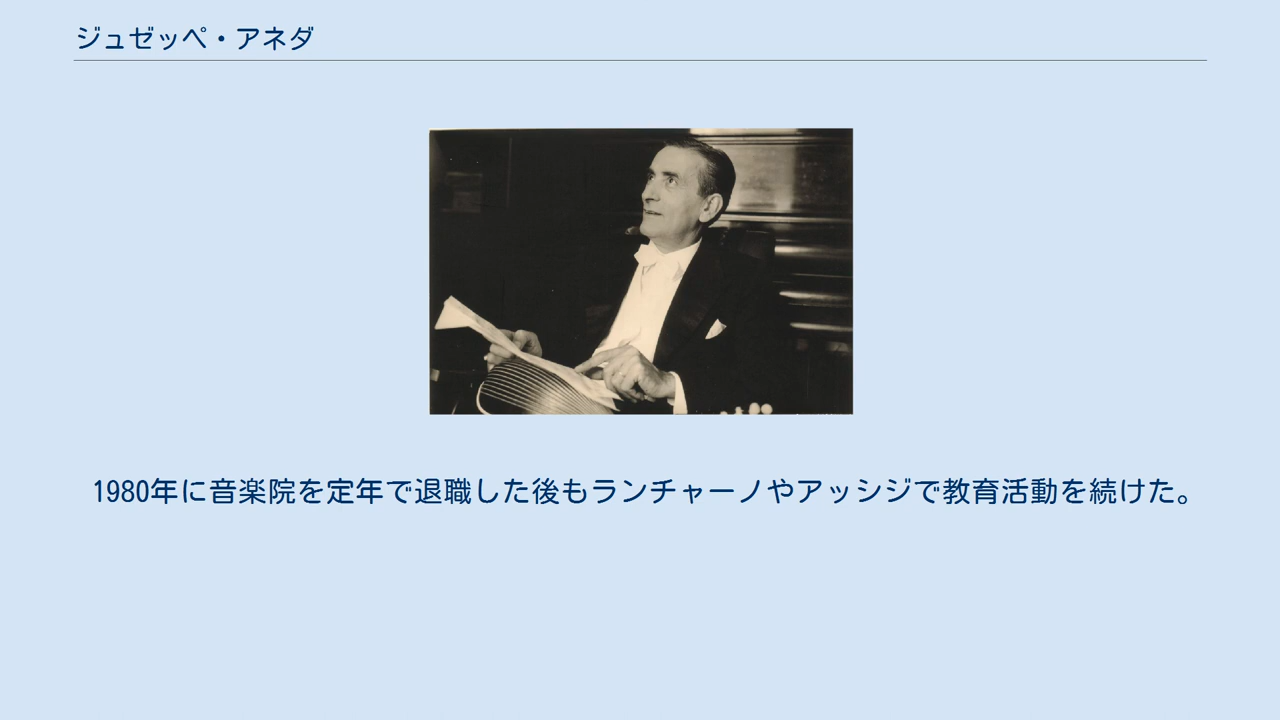 ジュゼッペ・アネダ
1980年に音楽院を定年で退職した後もランチャーノやアッシジで教育活動を続けた。